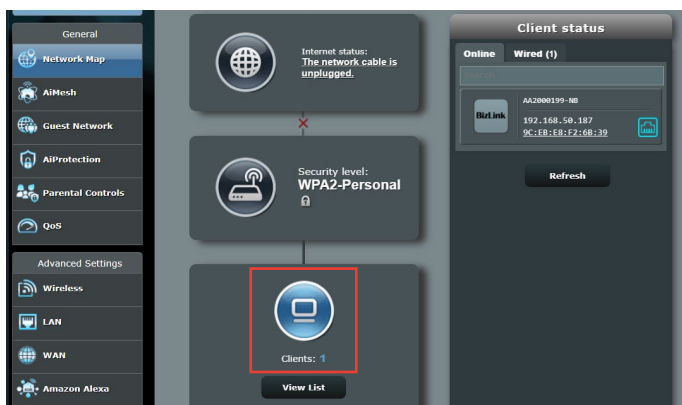 General
Network Map
AiMesh
Guest Network
AiProtection
Parental Controls
QoS
Advanced Settings
Wireless
LAN
WAN
Amazon Alexa
Internet status:
The network cable is
unplugged.
Security level:
WPA2-Personal
Clients: 1
View List
Client status
Online Wired (1)
Search
BizLink
AA2000199-NB
192.168.50.187
9C:EB:E8:F2:6B:39
Refresh